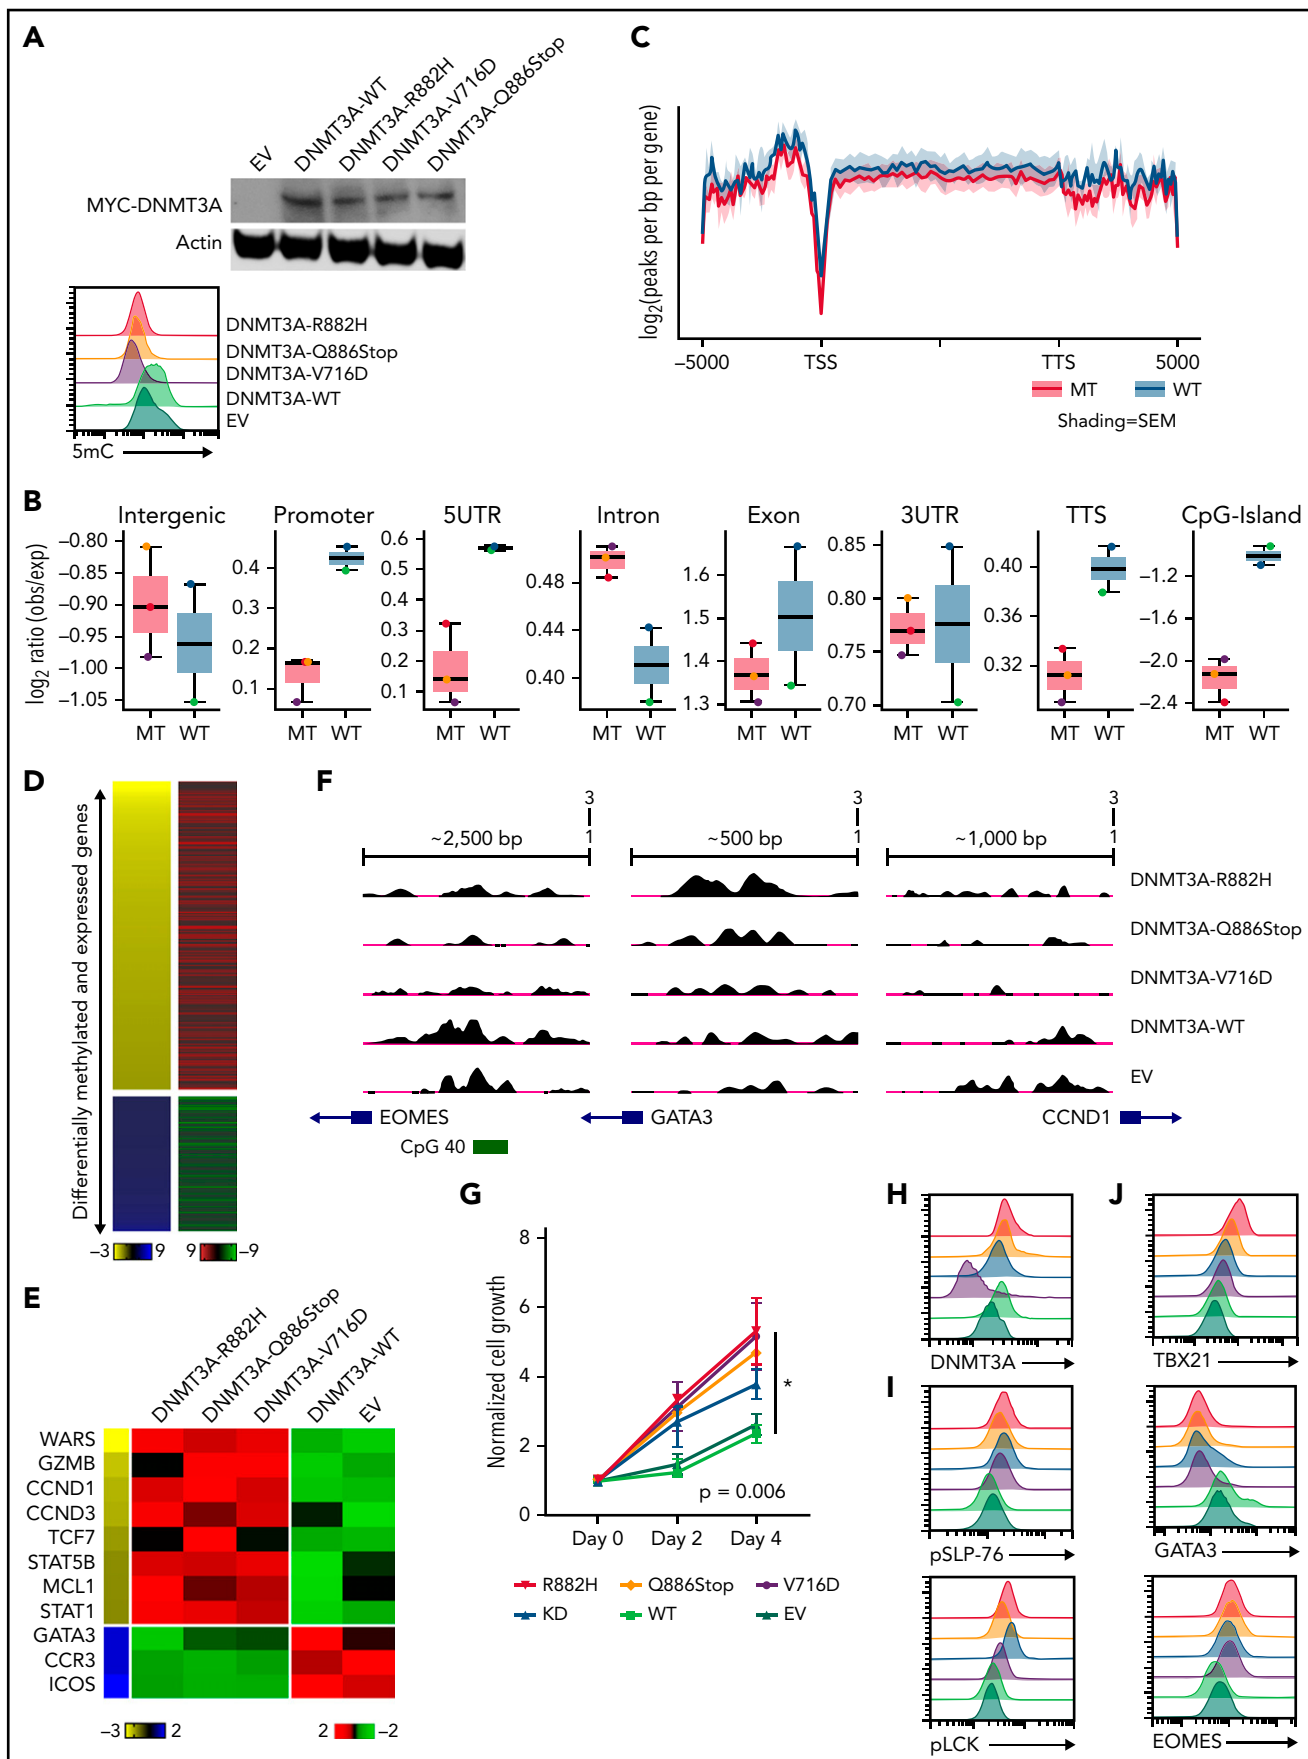 A
EV
DNMT3A-WT
DNMT3A-R882H
DNMT3A-V716D
DNMT3A-Q886Stop
MYC-DNMT3A
Actin
DNMT3A-R882H
DNMT3A-Q886Stop
DNMT3A-V716D
DNMT3A-WT
EV
5mC
C
log2(peaks per bp per gene)
–5000 TSS TTS 5000
MT WT
Shading=SEM
B
log2 ratio (obs/exp)
Intergenic
–0.80
–0.85
–0.90
–0.95
–1.00
–1.05
MT WT
Promoter
0.4
0.3
0.2
0.1
MT WT
5UTR
0.6
0.5
0.4
0.3
0.2
0.1
MT WT
Intron
0.48
0.44
0.40
MT WT
Exon
1.6
1.5
1.4
1.3
MT WT
3UTR
0.85
0.80
0.75
0.70
MT WT
TTS
0.40
0.36
0.32
MT WT
CpG-Island
–1.2
–1.6
–2.0
–2.4
MT WT
D
Differentially methylated and expressed genes
–3 9 9 –9
F
3 3 3
~2,500 bp 1 ~500 bp 1 ~1,000 bp 1
DNMT3A-R882H
DNMT3A-Q886Stop
DNMT3A-V716D
DNMT3A-WT
EV
EOMES GATA3 CCND1
CpG 40
E
DNMT3A-R882H
DNMT3A-Q886Stop
DNMT3A-V716D
DNMT3A-WT
EV
WARS
GZMB
CCND1
CCND3
TCF7
STAT5B
MCL1
STAT1
GATA3
CCR3
ICOS
–3 2 2 –2
G
Normalized cell growth
8
6
4
2
0
*
p = 0.006
Day 0 Day 2 Day 4
R882H Q886Stop V716D
KD WT EV
H
DNMT3A
I
pSLP-76
pLCK
J
TBX21
GATA3
EOMES